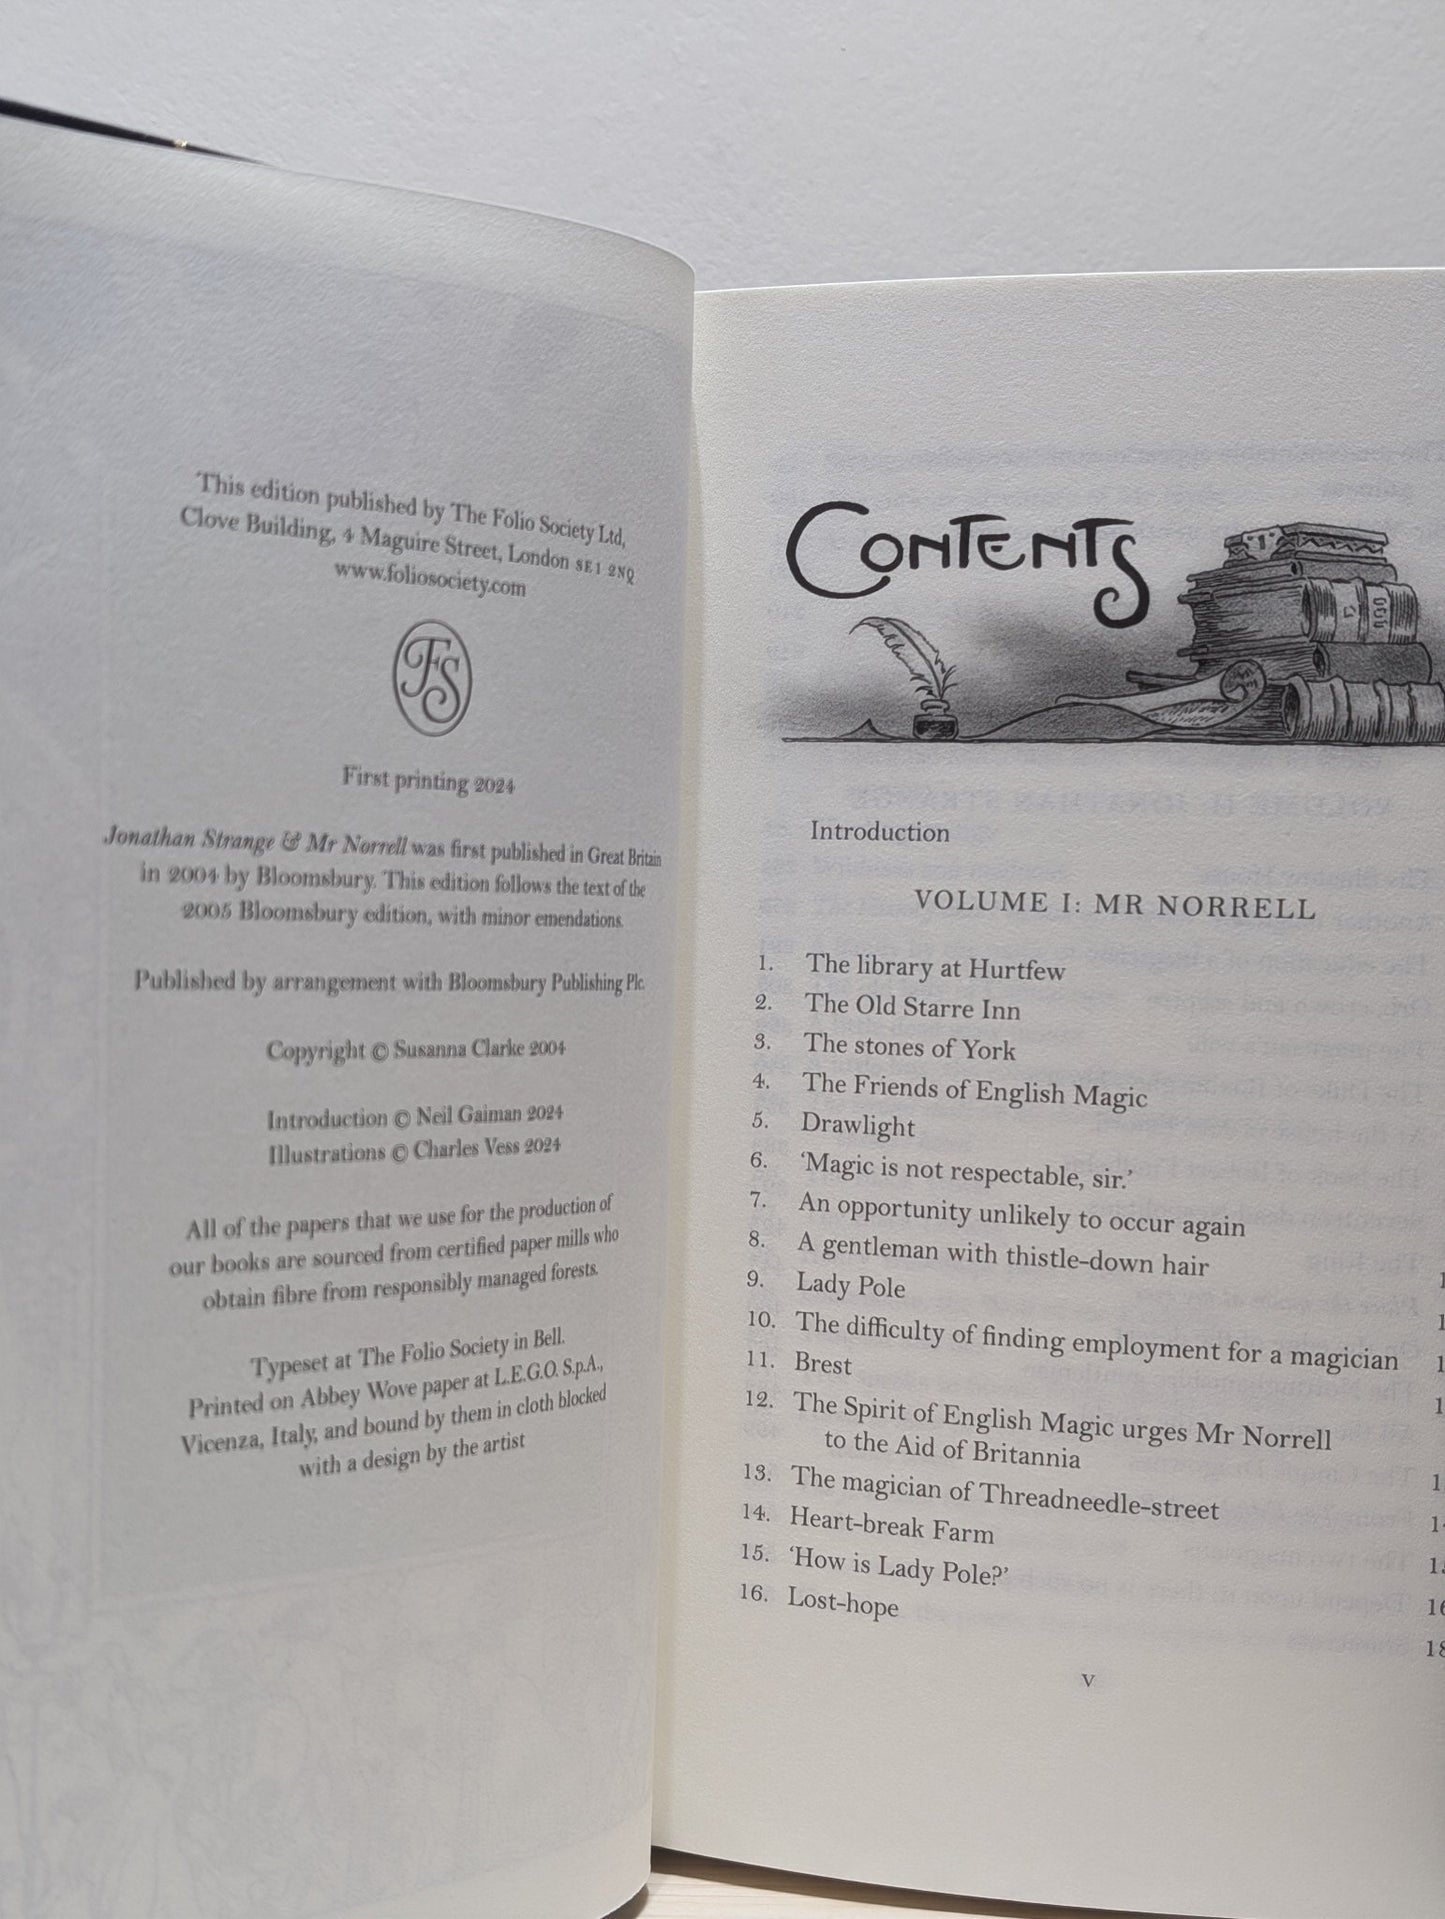 This edition published by The Folio Society Ltd,
Clove Building, 4 Maguire Street, London SE1 2NQ
www.foliosociety.com
FS
First printing 2024
Jonathan Strange & Mr Norrell was first published in Great Britain
in 2004 by Bloomsbury. This edition follows the text of the
2005 Bloomsbury edition, with minor emendations.
Published by arrangement with Bloomsbury Publishing Plc.
Copyright © Susanna Clarke 2004
Introduction © Neil Gaiman 2024
Illustrations © Charles Vess 2024
All of the papers that we use for the production of
our books are sourced from certified paper mills who
obtain fibre from responsibly managed forests.
Typeset at The Folio Society in Bell.
Printed on Abbey Wove paper at L.E.G.O. S.p.A.,
Vicenza, Italy, and bound by them in cloth blocked
with a design by the artist
CONTENTS
Introduction
VOLUME I: MR NORRELL
1. The library at Hurtfew
2. The Old Starre Inn
3. The stones of York
4. The Friends of English Magic
5. Drawlight
6. ‘Magic is not respectable, sir.’
7. An opportunity unlikely to occur again
8. A gentleman with thistle-down hair
9. Lady Pole
10. The difficulty of finding employment for a magician
11. Brest
12. The Spirit of English Magic urges Mr Norrell
to the Aid of Britannia
13. The magician of Threadneedle-street
14. Heart-break Farm
15. ‘How is Lady Pole?’
16. Lost-hope
v